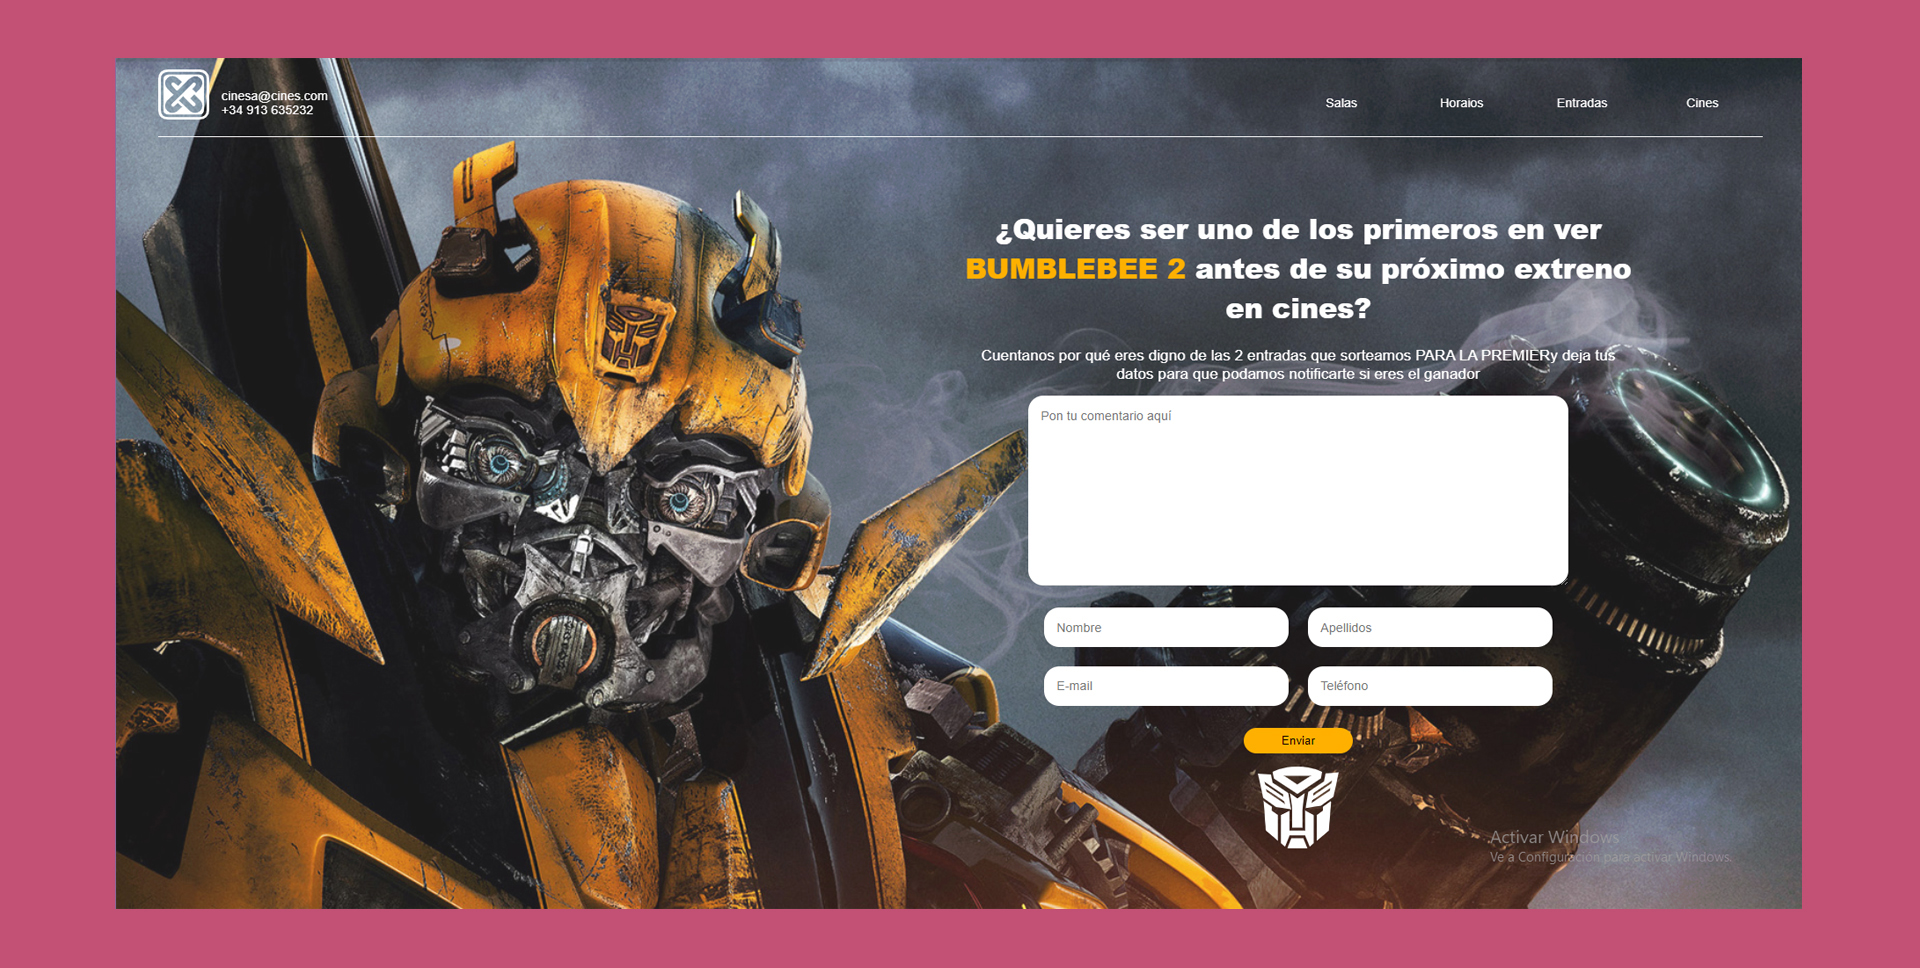 cinesa@cines.com
+34 913 635232
Salas
Horaios
Entradas
Cines
¿Quieres ser uno de los primeros en ver
BUMBLEBEE 2 antes de su próximo extreno
en cines?
Cuentanos por qué eres digno de las 2 entradas que sorteamos PARA LA PREMIERy deja tus
datos para que podamos notificarte si eres el ganador
Pon tu comentario aquí
Nombre
Apellidos
E-mail
Teléfono
Enviar
Activar Windows
Ve a Configuración para activar Windows.